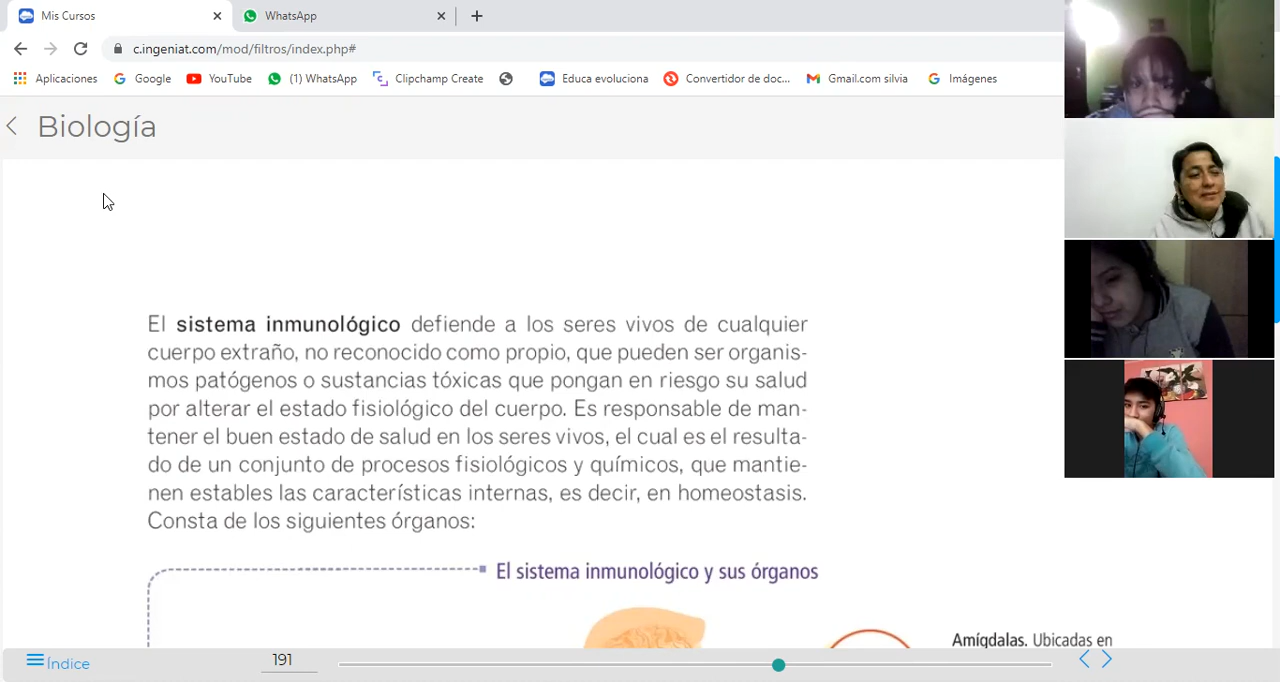 Mis Cursos
WhatsApp
c.ingeniat.com/mod/filtros/index.php#
Aplicaciones Google YouTube (1) WhatsApp Clipchamp Create Educa evoluciona Convertidor de doc... Gmail.com silvia Imágenes
Biología
El sistema inmunológico defiende a los seres vivos de cualquier
cuerpo extraño, no reconocido como propio, que pueden ser organis-
mos patógenos o sustancias tóxicas que pongan en riesgo su salud
por alterar el estado fisiológico del cuerpo. Es responsable de man-
tener el buen estado de salud en los seres vivos, el cual es el resulta-
do de un conjunto de procesos fisiológicos y químicos, que mantie-
nen estables las características internas, es decir, en homeostasis.
Consta de los siguientes órganos:
El sistema inmunológico y sus órganos
Amígdalas. Ubicadas en
Índice
191